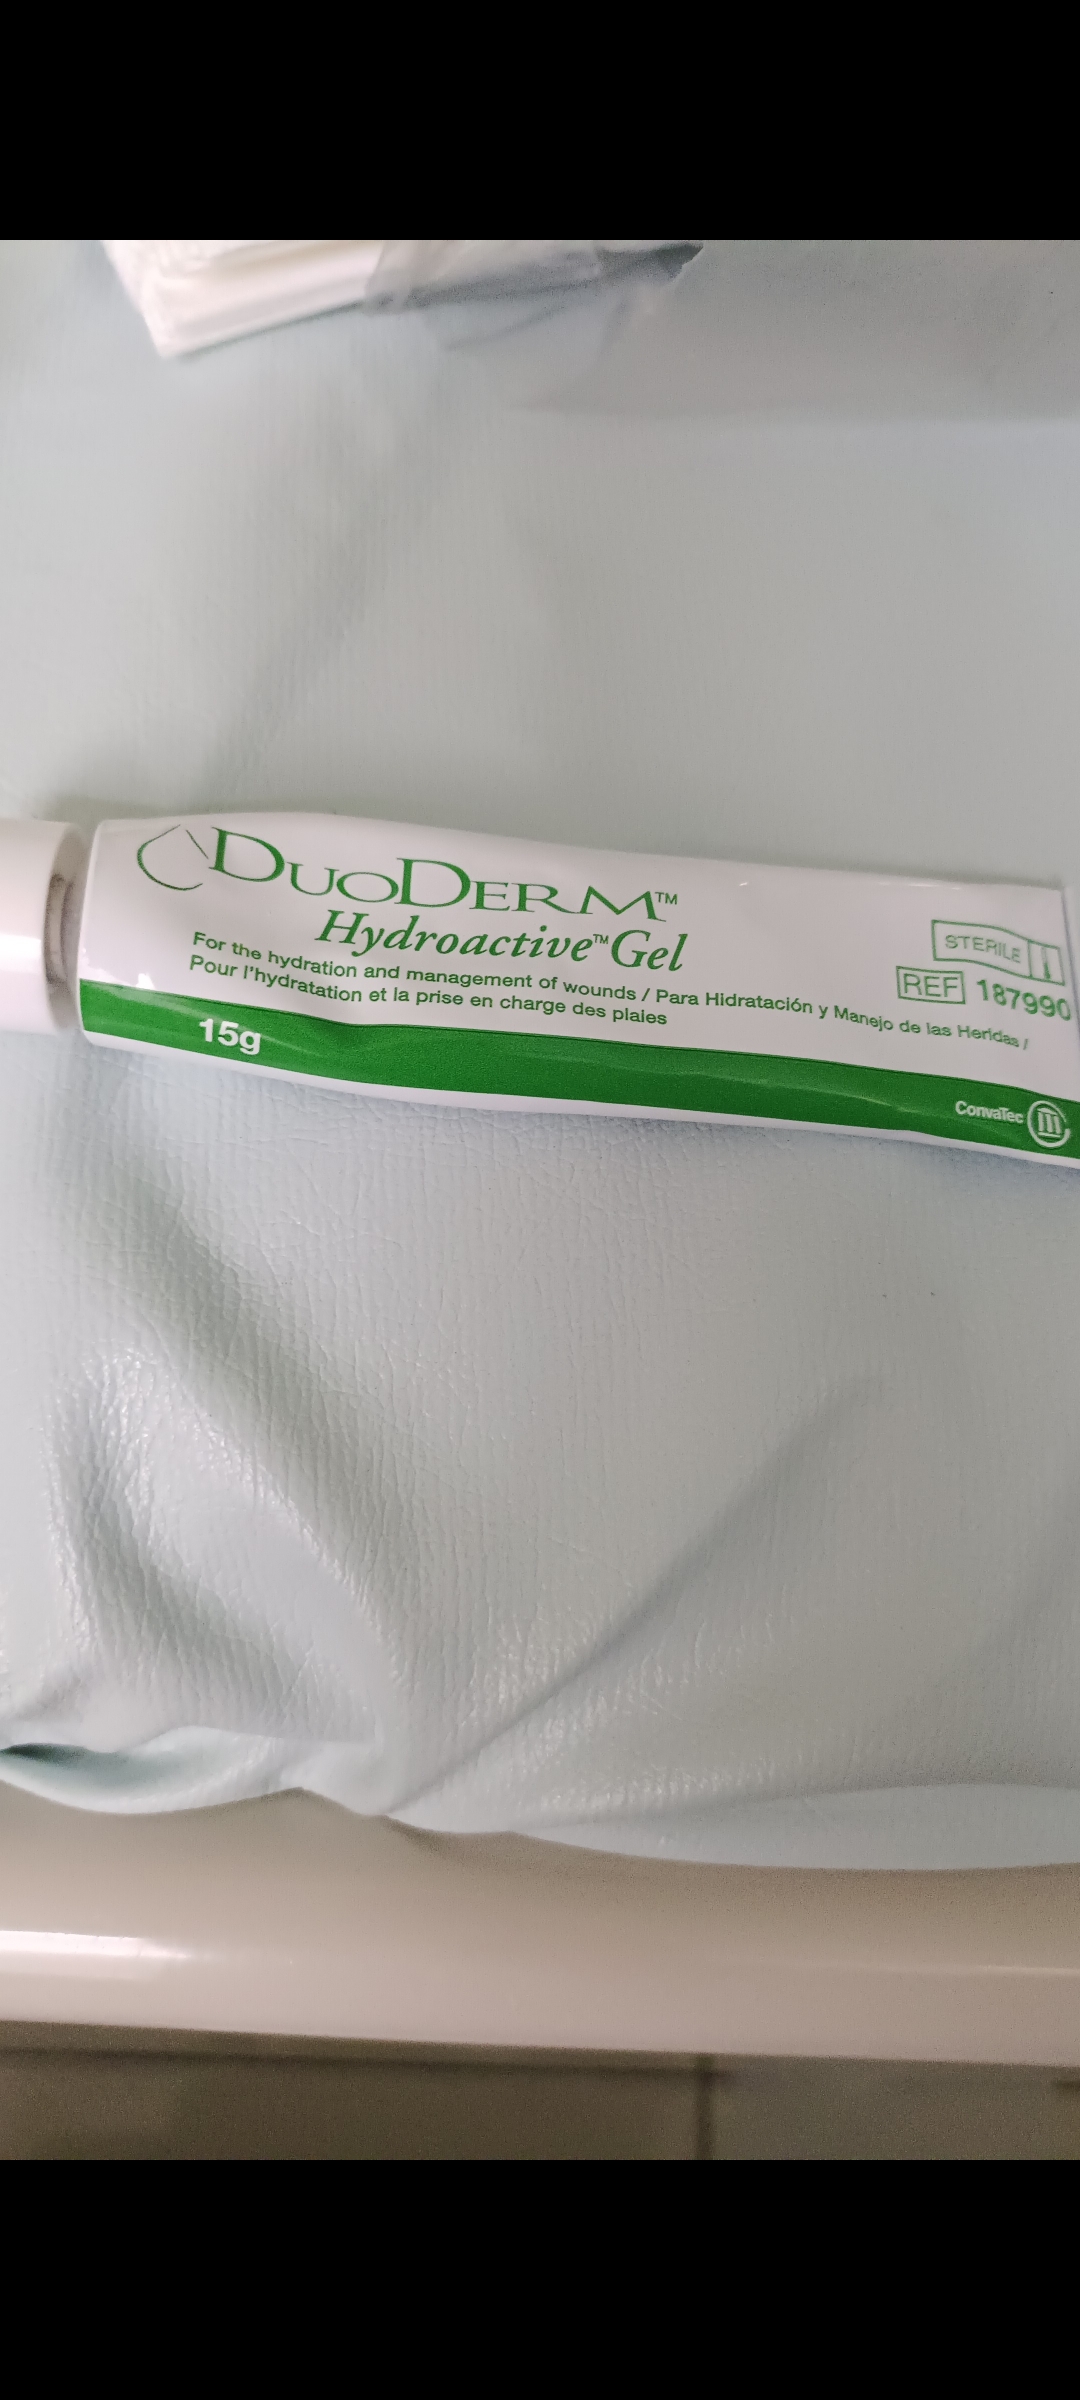 DUODERM™
Hydroactive™ Gel
For the hydration and management of wounds / Para Hidratación y Manejo de las Heridas /
Pour l'hydratation et la prise en charge des plaies
STERILE
REF 187990
15g
ConvaTec